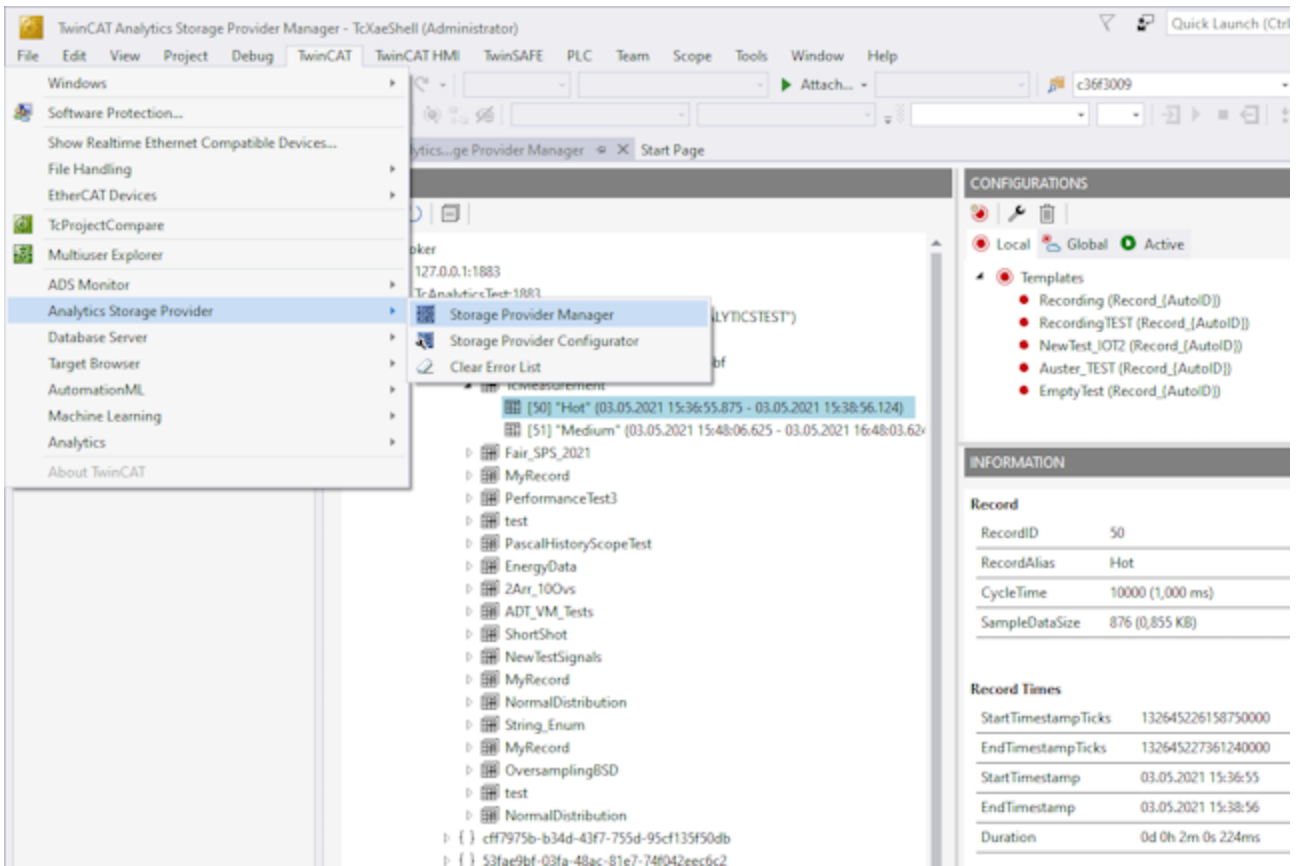 TwinCAT Analytics Storage Provider Manager - TcXaeShell (Administrator)
Quick Launch (Ctrl
File Edit View Project Debug TwinCAT TwinCAT HMI TwinSAFE PLC Team Scope Tools Window Help
Attach...
c36f3009
Windows
Software Protection...
Show Realtime Ethernet Compatible Devices...
File Handling
EtherCAT Devices
TcProjectCompare
Multiuser Explorer
ADS Monitor
Analytics Storage Provider
Database Server
Target Browser
AutomationML
Machine Learning
Analytics
About TwinCAT
Storage Provider Manager
Storage Provider Configurator
Clear Error List
lytics...ge Provider Manager
Start Page
oker
127.0.0.1:1883
TcAnalyticsTest:1883
LYTICSTEST")
bf
TcMeasurement
[50] "Hot" (03.05.2021 15:36:55.875 - 03.05.2021 15:38:56.124)
[51] "Medium" (03.05.2021 15:48:06.625 - 03.05.2021 16:48:03.624
Fair_SPS_2021
MyRecord
PerformanceTest3
test
PascalHistoryScopeTest
EnergyData
2Arr_10Ovs
ADT_VM_Tests
ShortShot
NewTestSignals
MyRecord
NormalDistribution
String_Enum
MyRecord
OversamplingBSD
test
NormalDistribution
{ } cff7975b-b34d-43f7-755d-95cf135f50db
{ } 53fae9bf-03fa-48ac-81e7-74f042eec6c2
CONFIGURATIONS
Local Global Active
Templates
Recording (Record_{AutoID})
RecordingTEST (Record_{AutoID})
NewTest_IOT2 (Record_{AutoID})
Auster_TEST (Record_{AutoID})
EmptyTest (Record_{AutoID})
INFORMATION
Record
RecordID 50
RecordAlias Hot
CycleTime 10000 (1,000 ms)
SampleDataSize 876 (0,855 KB)
Record Times
StartTimestampTicks 132645226158750000
EndTimestampTicks 132645227361240000
StartTimestamp 03.05.2021 15:36:55
EndTimestamp 03.05.2021 15:38:56
Duration 0d 0h 2m 0s 224ms